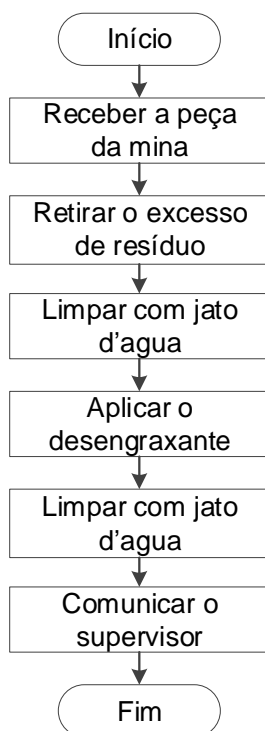 Início
Receber a peça
da mina
Retirar o excesso
de resíduo
Limpar com jato
d’agua
Aplicar o
desengraxante
Limpar com jato
d’agua
Comunicar o
supervisor
Fim